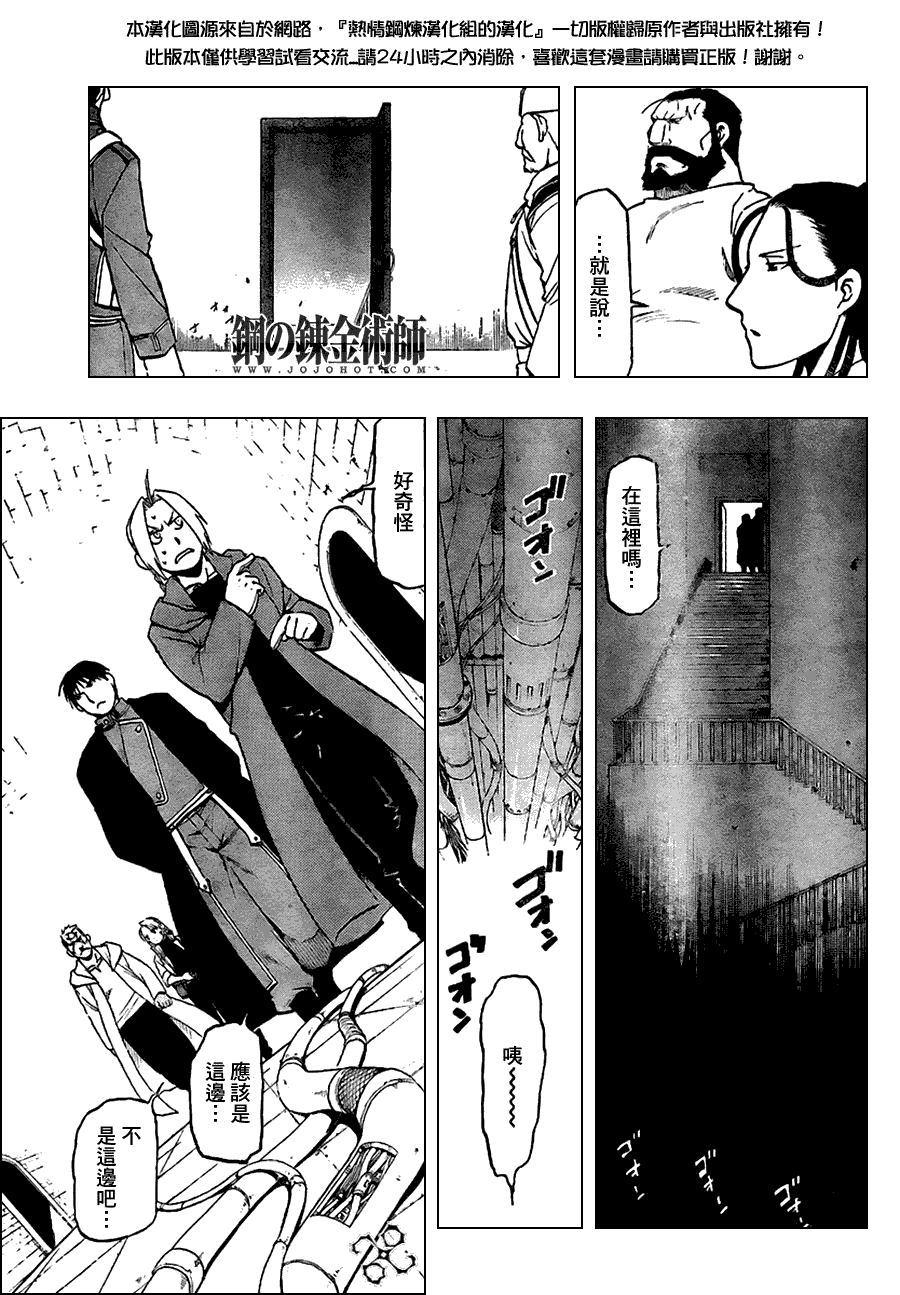 本漢化圖源來自於網路，『熱情鋼煉漢化組的漢化』一切版權歸原作者與出版社擁有！
此版本僅供學習試看交流…請24小時之內消除，喜歡這套漫畫請購買正版！謝謝。
…就是說…
鋼の錬金術師
WWW.JOJOHOT.COM
在這裡嗎…
ゴオン
ゴオン
ゴオン
咦～～～
ゴオン
ゴオン
ゴオン
好奇怪
應該是
這邊…
不
是這邊吧…